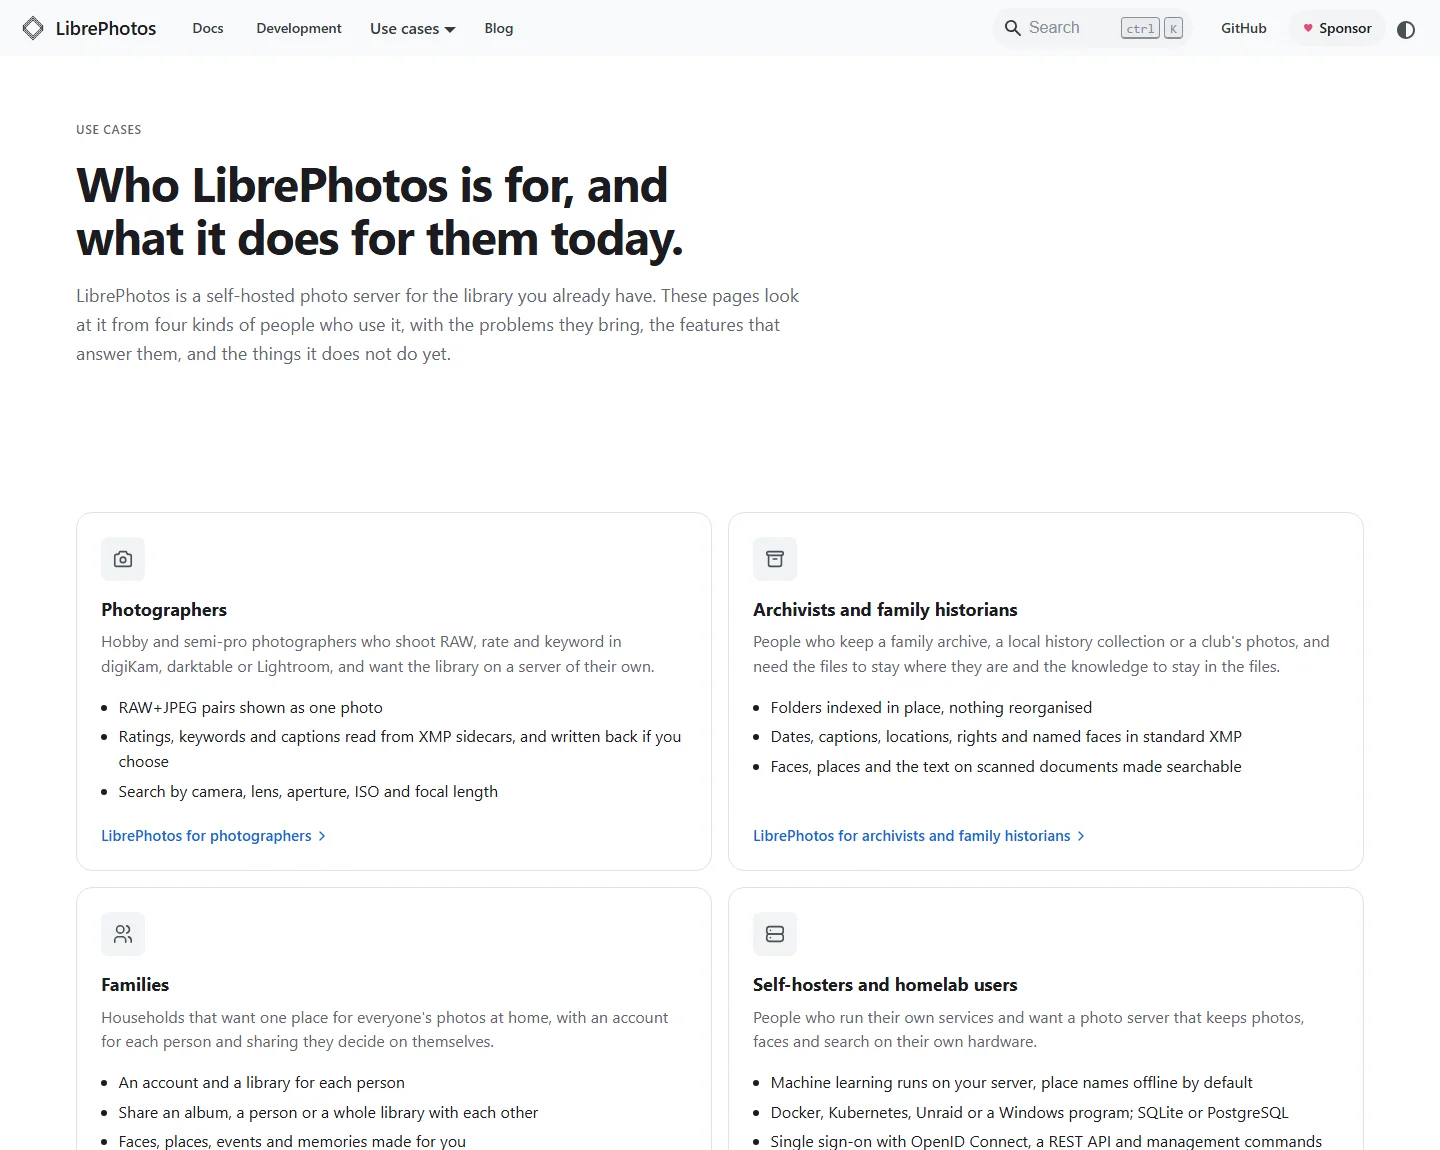 LibrePhotos
Docs
Development
Use cases
Blog
Search
ctrl
K
GitHub
Sponsor
USE CASES
Who LibrePhotos is for, and
what it does for them today.
LibrePhotos is a self-hosted photo server for the library you already have. These pages look
at it from four kinds of people who use it, with the problems they bring, the features that
answer them, and the things it does not do yet.
Photographers
Hobby and semi-pro photographers who shoot RAW, rate and keyword in
digiKam, darktable or Lightroom, and want the library on a server of their own.
RAW+JPEG pairs shown as one photo
Ratings, keywords and captions read from XMP sidecars, and written back if you
choose
Search by camera, lens, aperture, ISO and focal length
LibrePhotos for photographers
Archivists and family historians
People who keep a family archive, a local history collection or a club's photos, and
need the files to stay where they are and the knowledge to stay in the files.
Folders indexed in place, nothing reorganised
Dates, captions, locations, rights and named faces in standard XMP
Faces, places and the text on scanned documents made searchable
LibrePhotos for archivists and family historians
Families
Households that want one place for everyone's photos at home, with an account
for each person and sharing they decide on themselves.
An account and a library for each person
Share an album, a person or a whole library with each other
Faces, places, events and memories made for you
Self-hosters and homelab users
People who run their own services and want a photo server that keeps photos,
faces and search on their own hardware.
Machine learning runs on your server, place names offline by default
Docker, Kubernetes, Unraid or a Windows program; SQLite or PostgreSQL
Single sign-on with OpenID Connect, a REST API and management commands